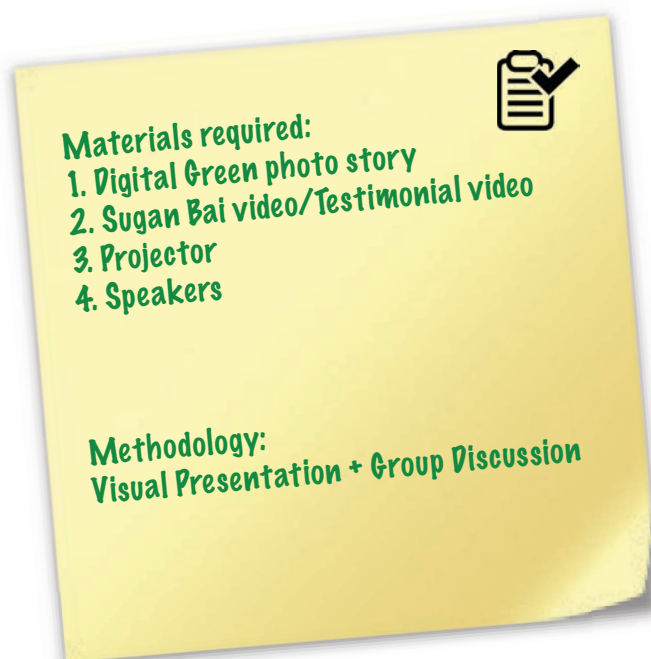 Materials required:
1. Digital Green photo story
2. Sugan Bai video/Testimonial video
3. Projector
4. Speakers
Methodology:
Visual Presentation + Group Discussion